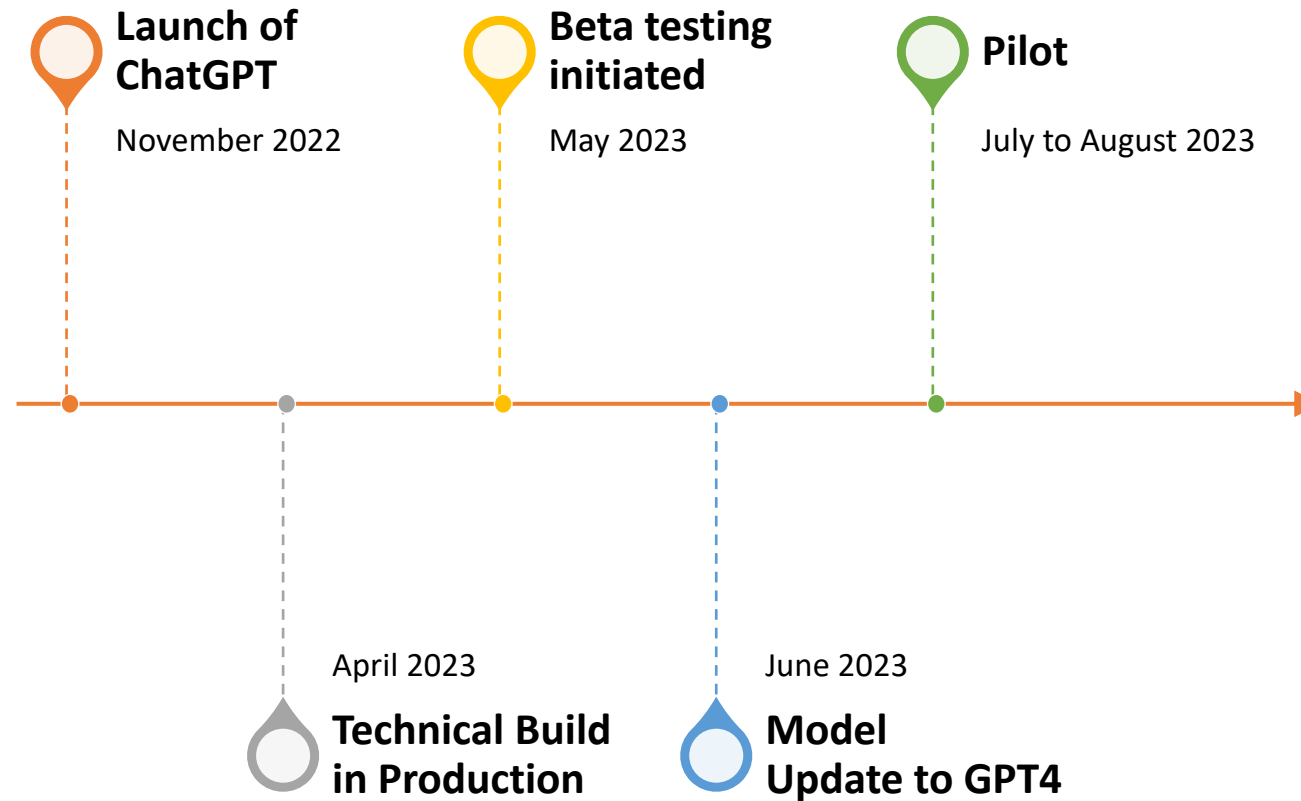 Launch of
ChatGPT
November 2022
Beta testing
initiated
May 2023
Pilot
July to August 2023
April 2023
Technical Build
in Production
June 2023
Model
Update to GPT4